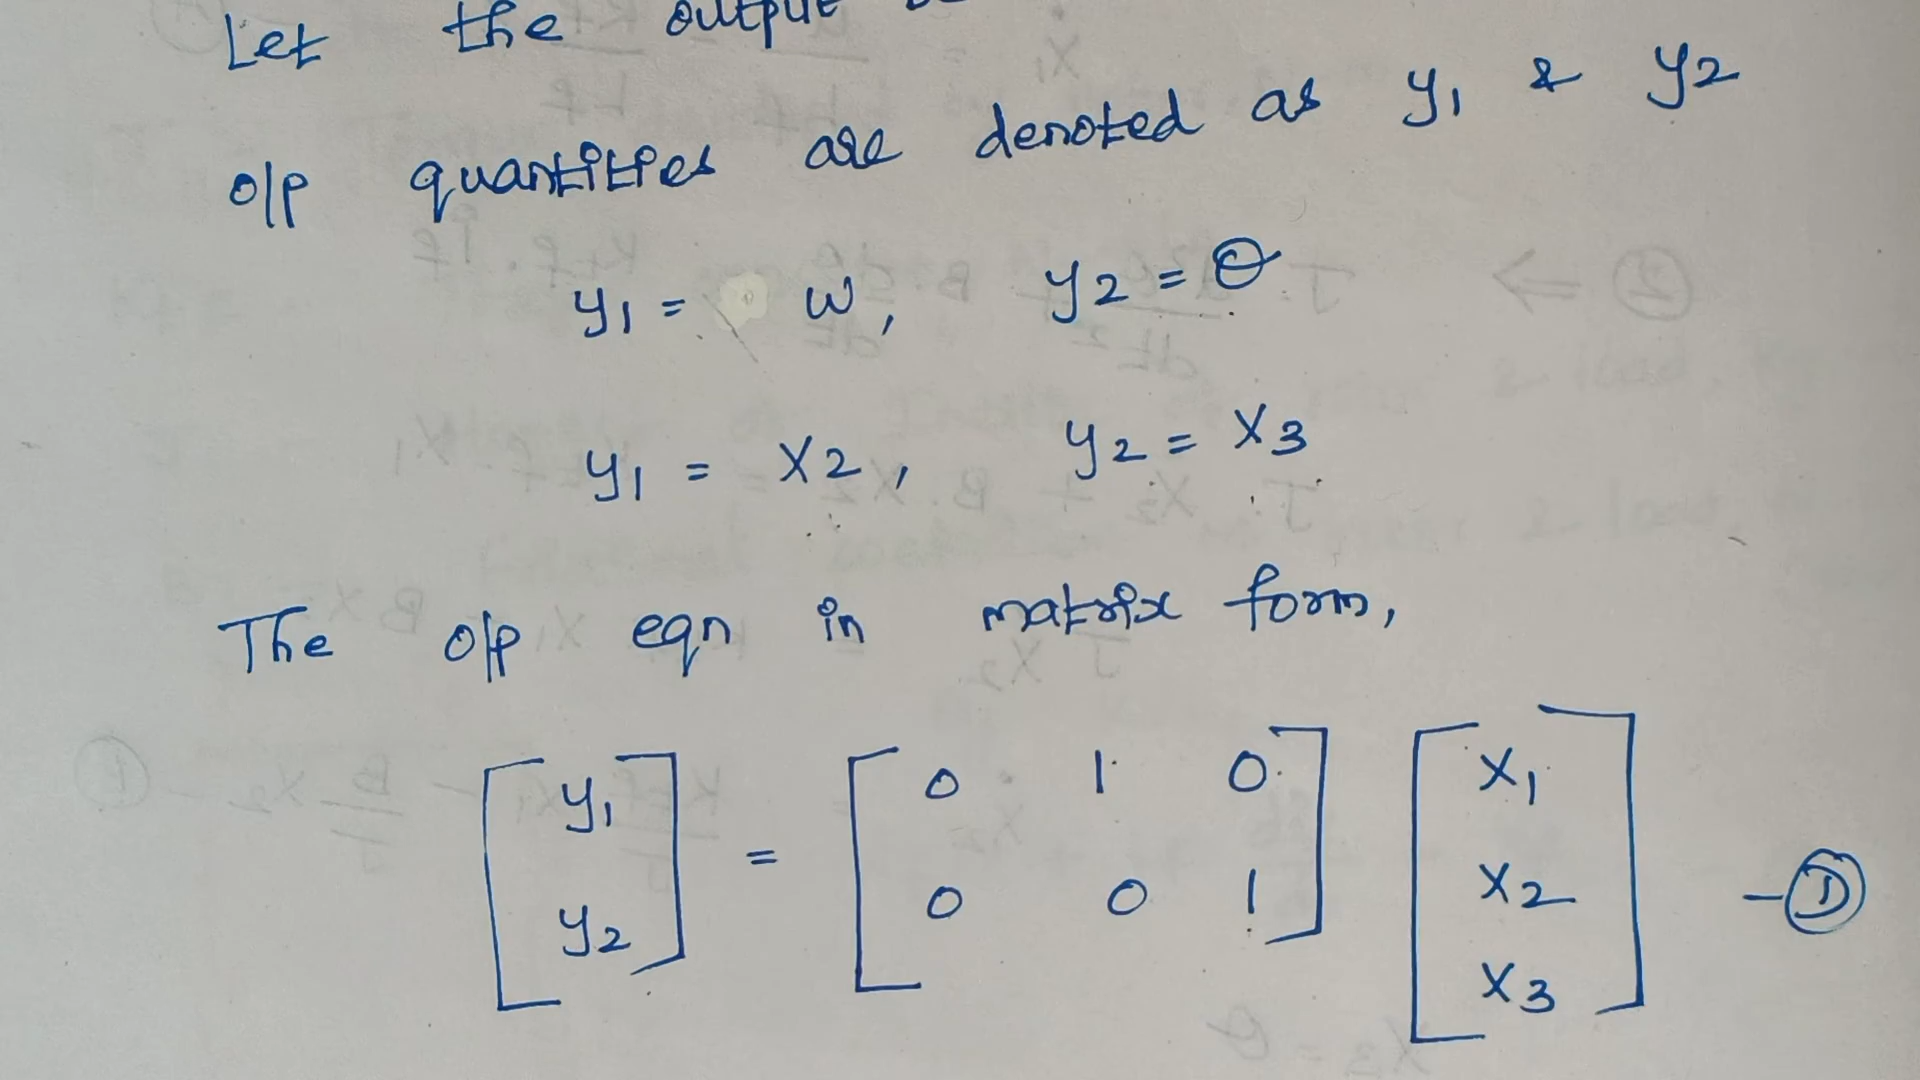 Let the output
o/p quantities are denoted as y1 & y2
y1 = ω, y2 = θ
y1 = X2, y2 = X3
The o/p eqn in matrix form,
[y1 y2] = [0 1 0 0 0 1] [X1 X2 X3] - ①